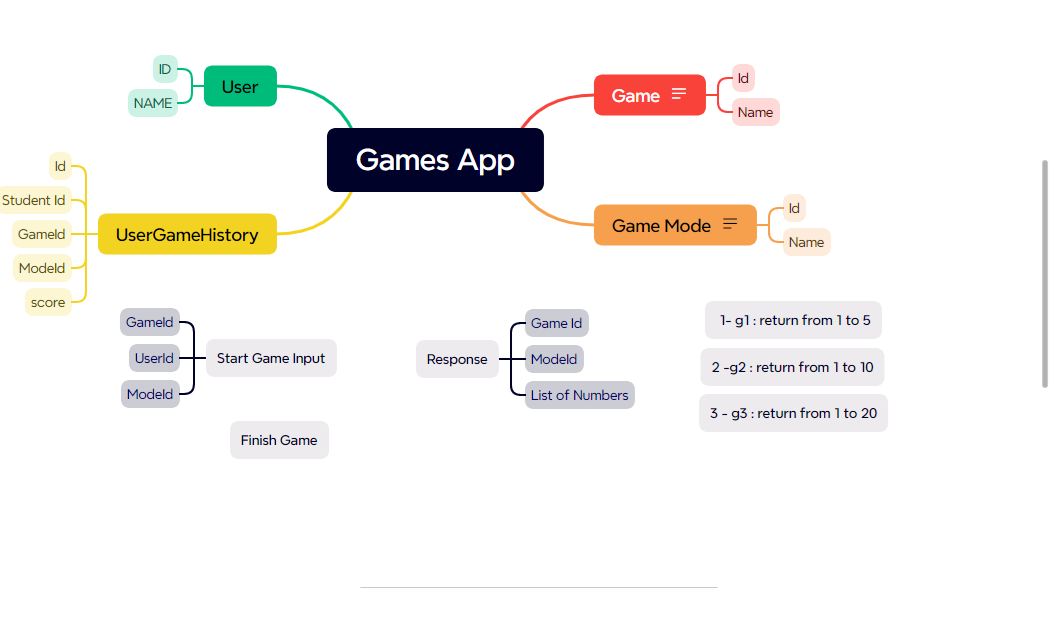 Games App
User
ID
NAME
UserGameHistory
Id
Student Id
GameId
ModeId
score
Game
Id
Name
Game Mode
Id
Name
Start Game Input
GameId
UserId
ModeId
Finish Game
Response
Game Id
ModeId
List of Numbers
1- g1 : return from 1 to 5
2 -g2 : return from 1 to 10
3 - g3 : return from 1 to 20